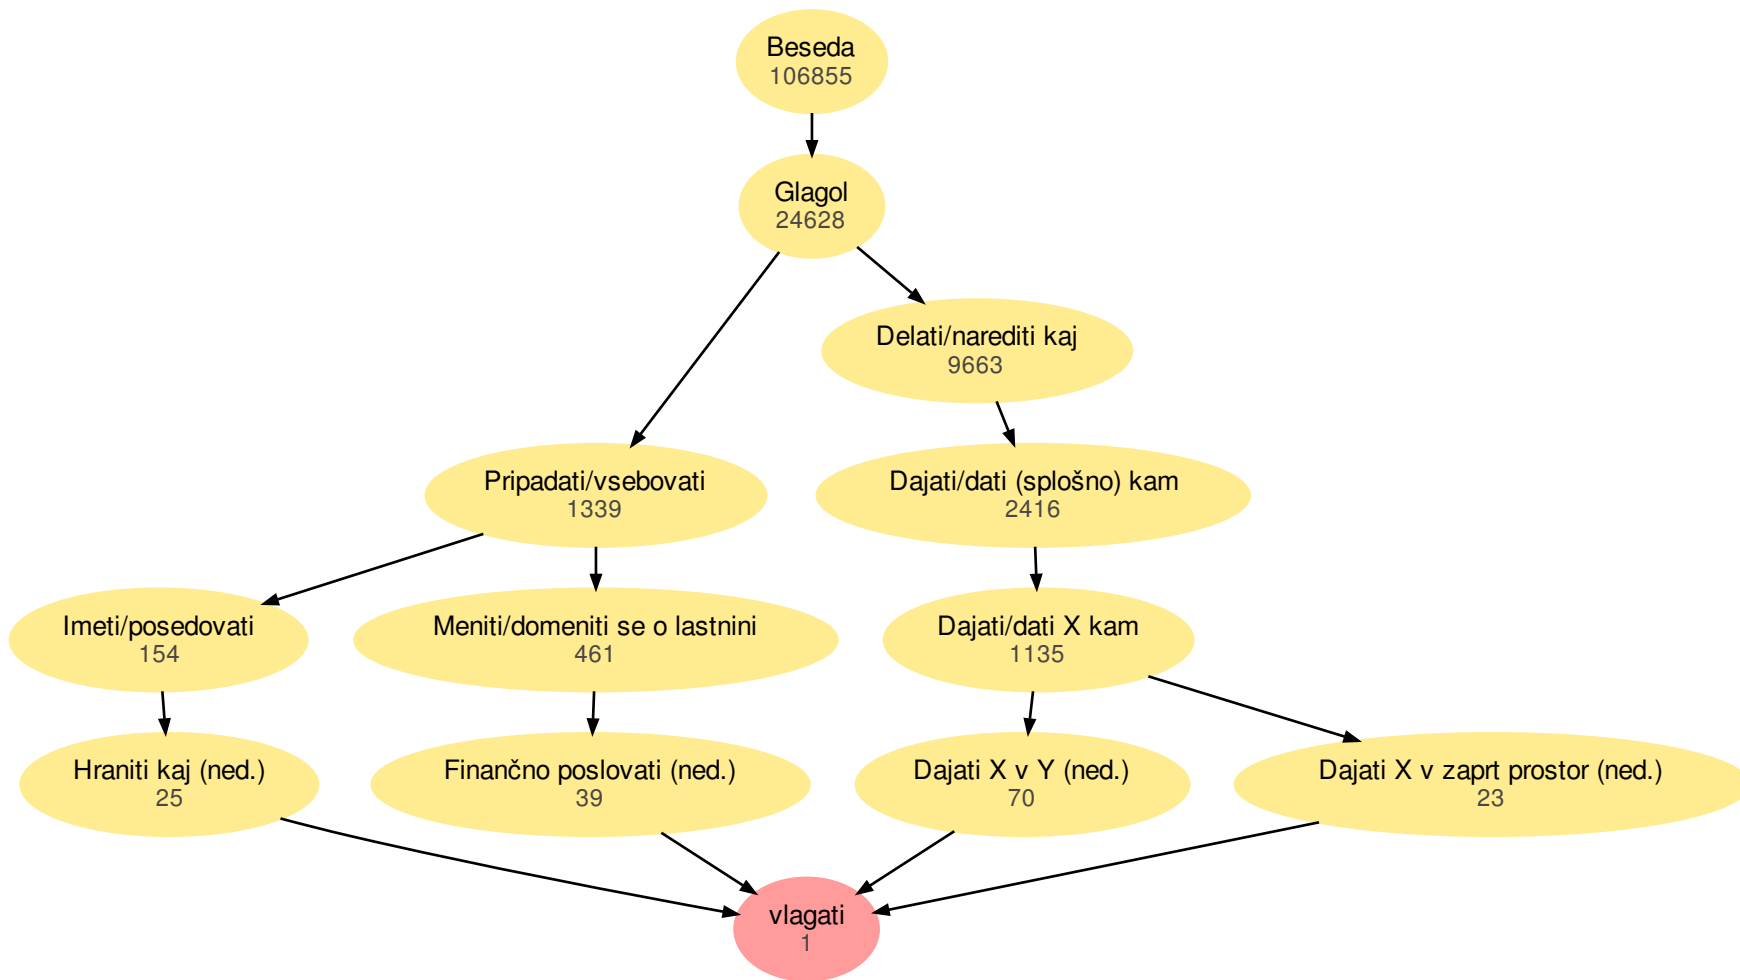 Beseda
106855
Glagol
24628
Delati/narediti kaj
9663
Pripadati/vsebovati
1339
Dajati/dati (splošno) kam
2416
Imeti/posedovati
154
Meniti/domeniti se o lastnini
461
Dajati/dati X kam
1135
Hraniti kaj (ned.)
25
Finančno poslovati (ned.)
39
Dajati X v Y (ned.)
70
Dajati X v zaprt prostor (ned.)
23
vlagati
1